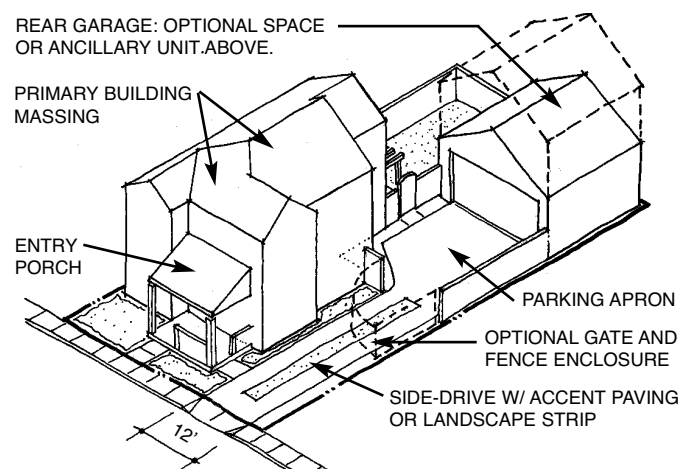 REAR GARAGE: OPTIONAL SPACE
OR ANCILLARY UNIT.ABOVE.
PRIMARY BUILDING
MASSING
ENTRY
PORCH
PARKING APRON
OPTIONAL GATE AND
FENCE ENCLOSURE
SIDE-DRIVE W/ ACCENT PAVING
OR LANDSCAPE STRIP
12'